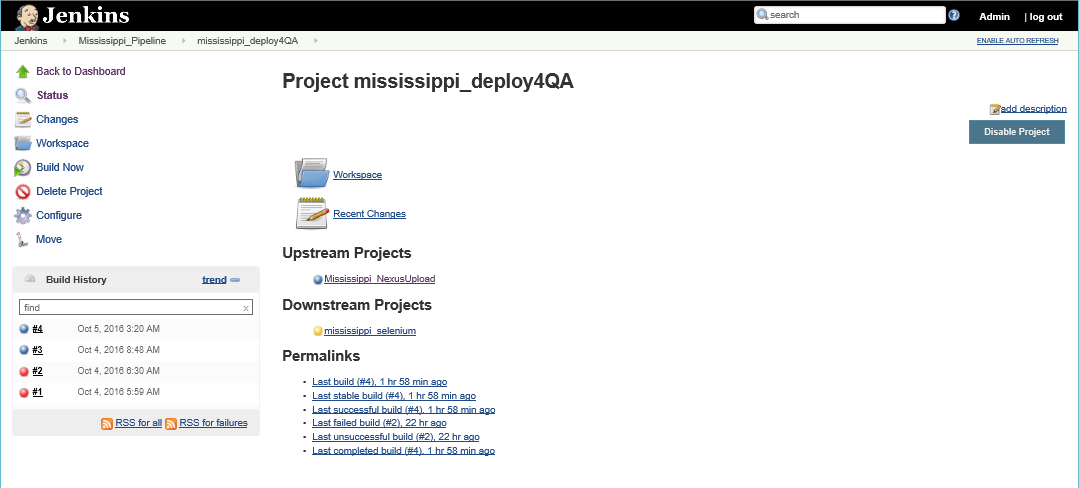 Jenkins
search
Admin | log out
Jenkins Mississippi_Pipeline mississippi_deploy4QA
ENABLE AUTO REFRESH
Back to Dashboard
Status
Changes
Workspace
Build Now
Delete Project
Configure
Move
Build History trend
find x
#4 Oct 5, 2016 3:20 AM
#3 Oct 4, 2016 8:48 AM
#2 Oct 4, 2016 6:30 AM
#1 Oct 4, 2016 5:59 AM
RSS for all RSS for failures
Project mississippi_deploy4QA
add description
Disable Project
Workspace
Recent Changes
Upstream Projects
Mississippi_NexusUpload
Downstream Projects
mississippi_selenium
Permalinks
Last build (#4), 1 hr 58 min ago
Last stable build (#4), 1 hr 58 min ago
Last successful build (#4), 1 hr 58 min ago
Last failed build (#2), 22 hr ago
Last unsuccessful build (#2), 22 hr ago
Last completed build (#4), 1 hr 58 min ago